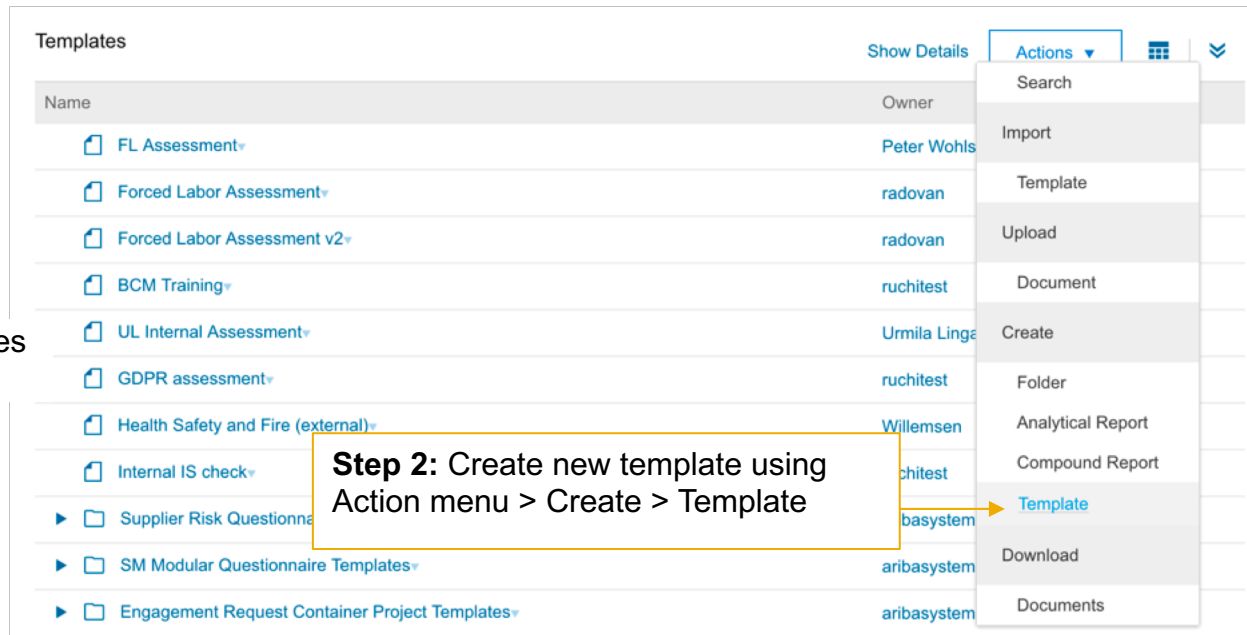 Templates
Show Details
Actions
Name
Owner
Search
FL Assessment
Peter Wohls
Import
Forced Labor Assessment
radovan
Template
Forced Labor Assessment v2
radovan
Upload
BCM Training
ruchitest
Document
es
UL Internal Assessment
Urmila Linga
Create
GDPR assessment
ruchitest
Folder
Health Safety and Fire (external)
Willemsen
Analytical Report
Internal IS check
chitest
Compound Report
Step 2: Create new template using
Action menu > Create > Template
Supplier Risk Questionna
basystem
Template
SM Modular Questionnaire Templates
aribasystem
Download
Engagement Request Container Project Templates
aribasystem
Documents